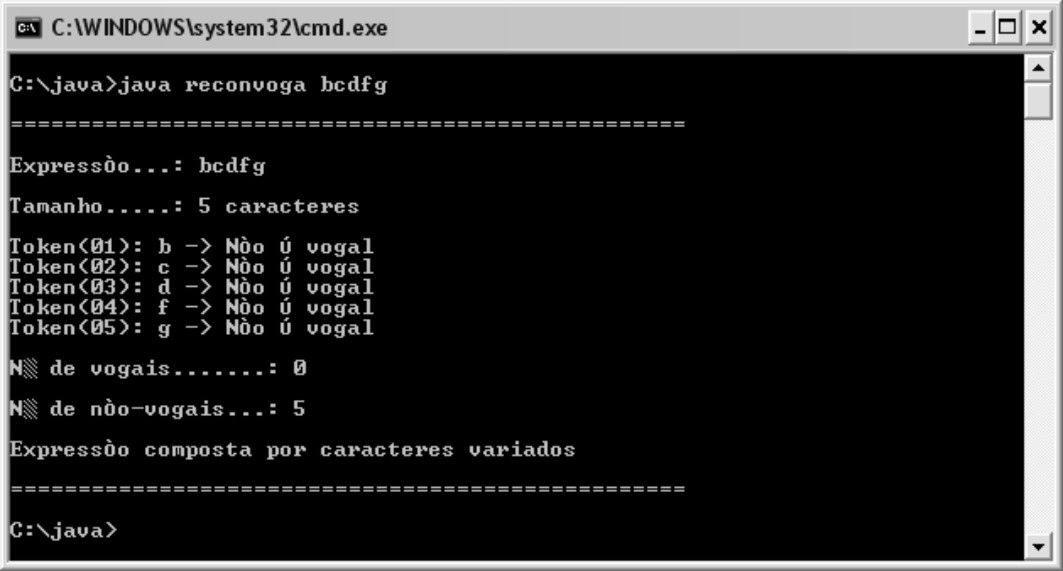 C:\WINDOWS\system32\cmd.exe
C:\java>java reconvoga bcdfg
==================================================
Expressòo...: bcdfg
Tamanho.....: 5 caracteres
Token(01): b -> Nòo ú vogal
Token(02): c -> Nòo ú vogal
Token(03): d -> Nòo ú vogal
Token(04): f -> Nòo ú vogal
Token(05): g -> Nòo ú vogal
N▒ de vogais.......: 0
N▒ de nòo-vogais...: 5
Expressòo composta por caracteres variados
==================================================
C:\java>